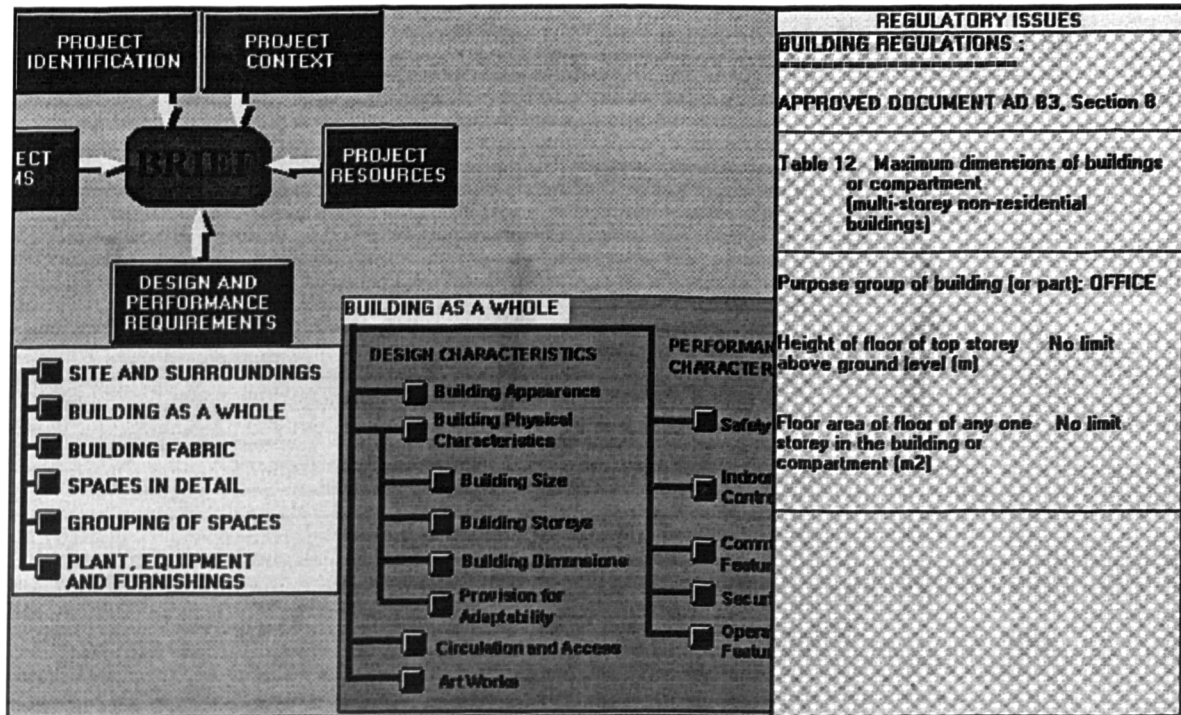 PROJECT
IDENTIFICATION
PROJECT
CONTEXT
ECT
MS
BRIEF
PROJECT
RESOURCES
DESIGN AND
PERFORMANCE
REQUIREMENTS
SITE AND SURROUNDINGS
BUILDING AS A WHOLE
BUILDING FABRIC
SPACES IN DETAIL
GROUPING OF SPACES
PLANT, EQUIPMENT
AND FURNISHINGS
BUILDING AS A WHOLE
DESIGN CHARACTERISTICS
Building Appearance
Building Physical
Characteristics
Building Size
Building Storeys
Building Dimensions
Provision for
Adaptability
Circulation and Access
Art Works
PERFORMAN
CHARACTER
Safety
Indoor
Contro
Comm
Featur
Secur
Opera
Featur
REGULATORY ISSUES
BUILDING REGULATIONS :
APPROVED DOCUMENT AD B3, Section 8
Table 12 Maximum dimensions of buildings
or compartment
(multi-storey non-residential
buildings)
Purpose group of building (or part): OFFICE
Height of floor of top storey No limit
above ground level (m)
Floor area of floor of any one No limit
storey in the building or
compartment (m2)